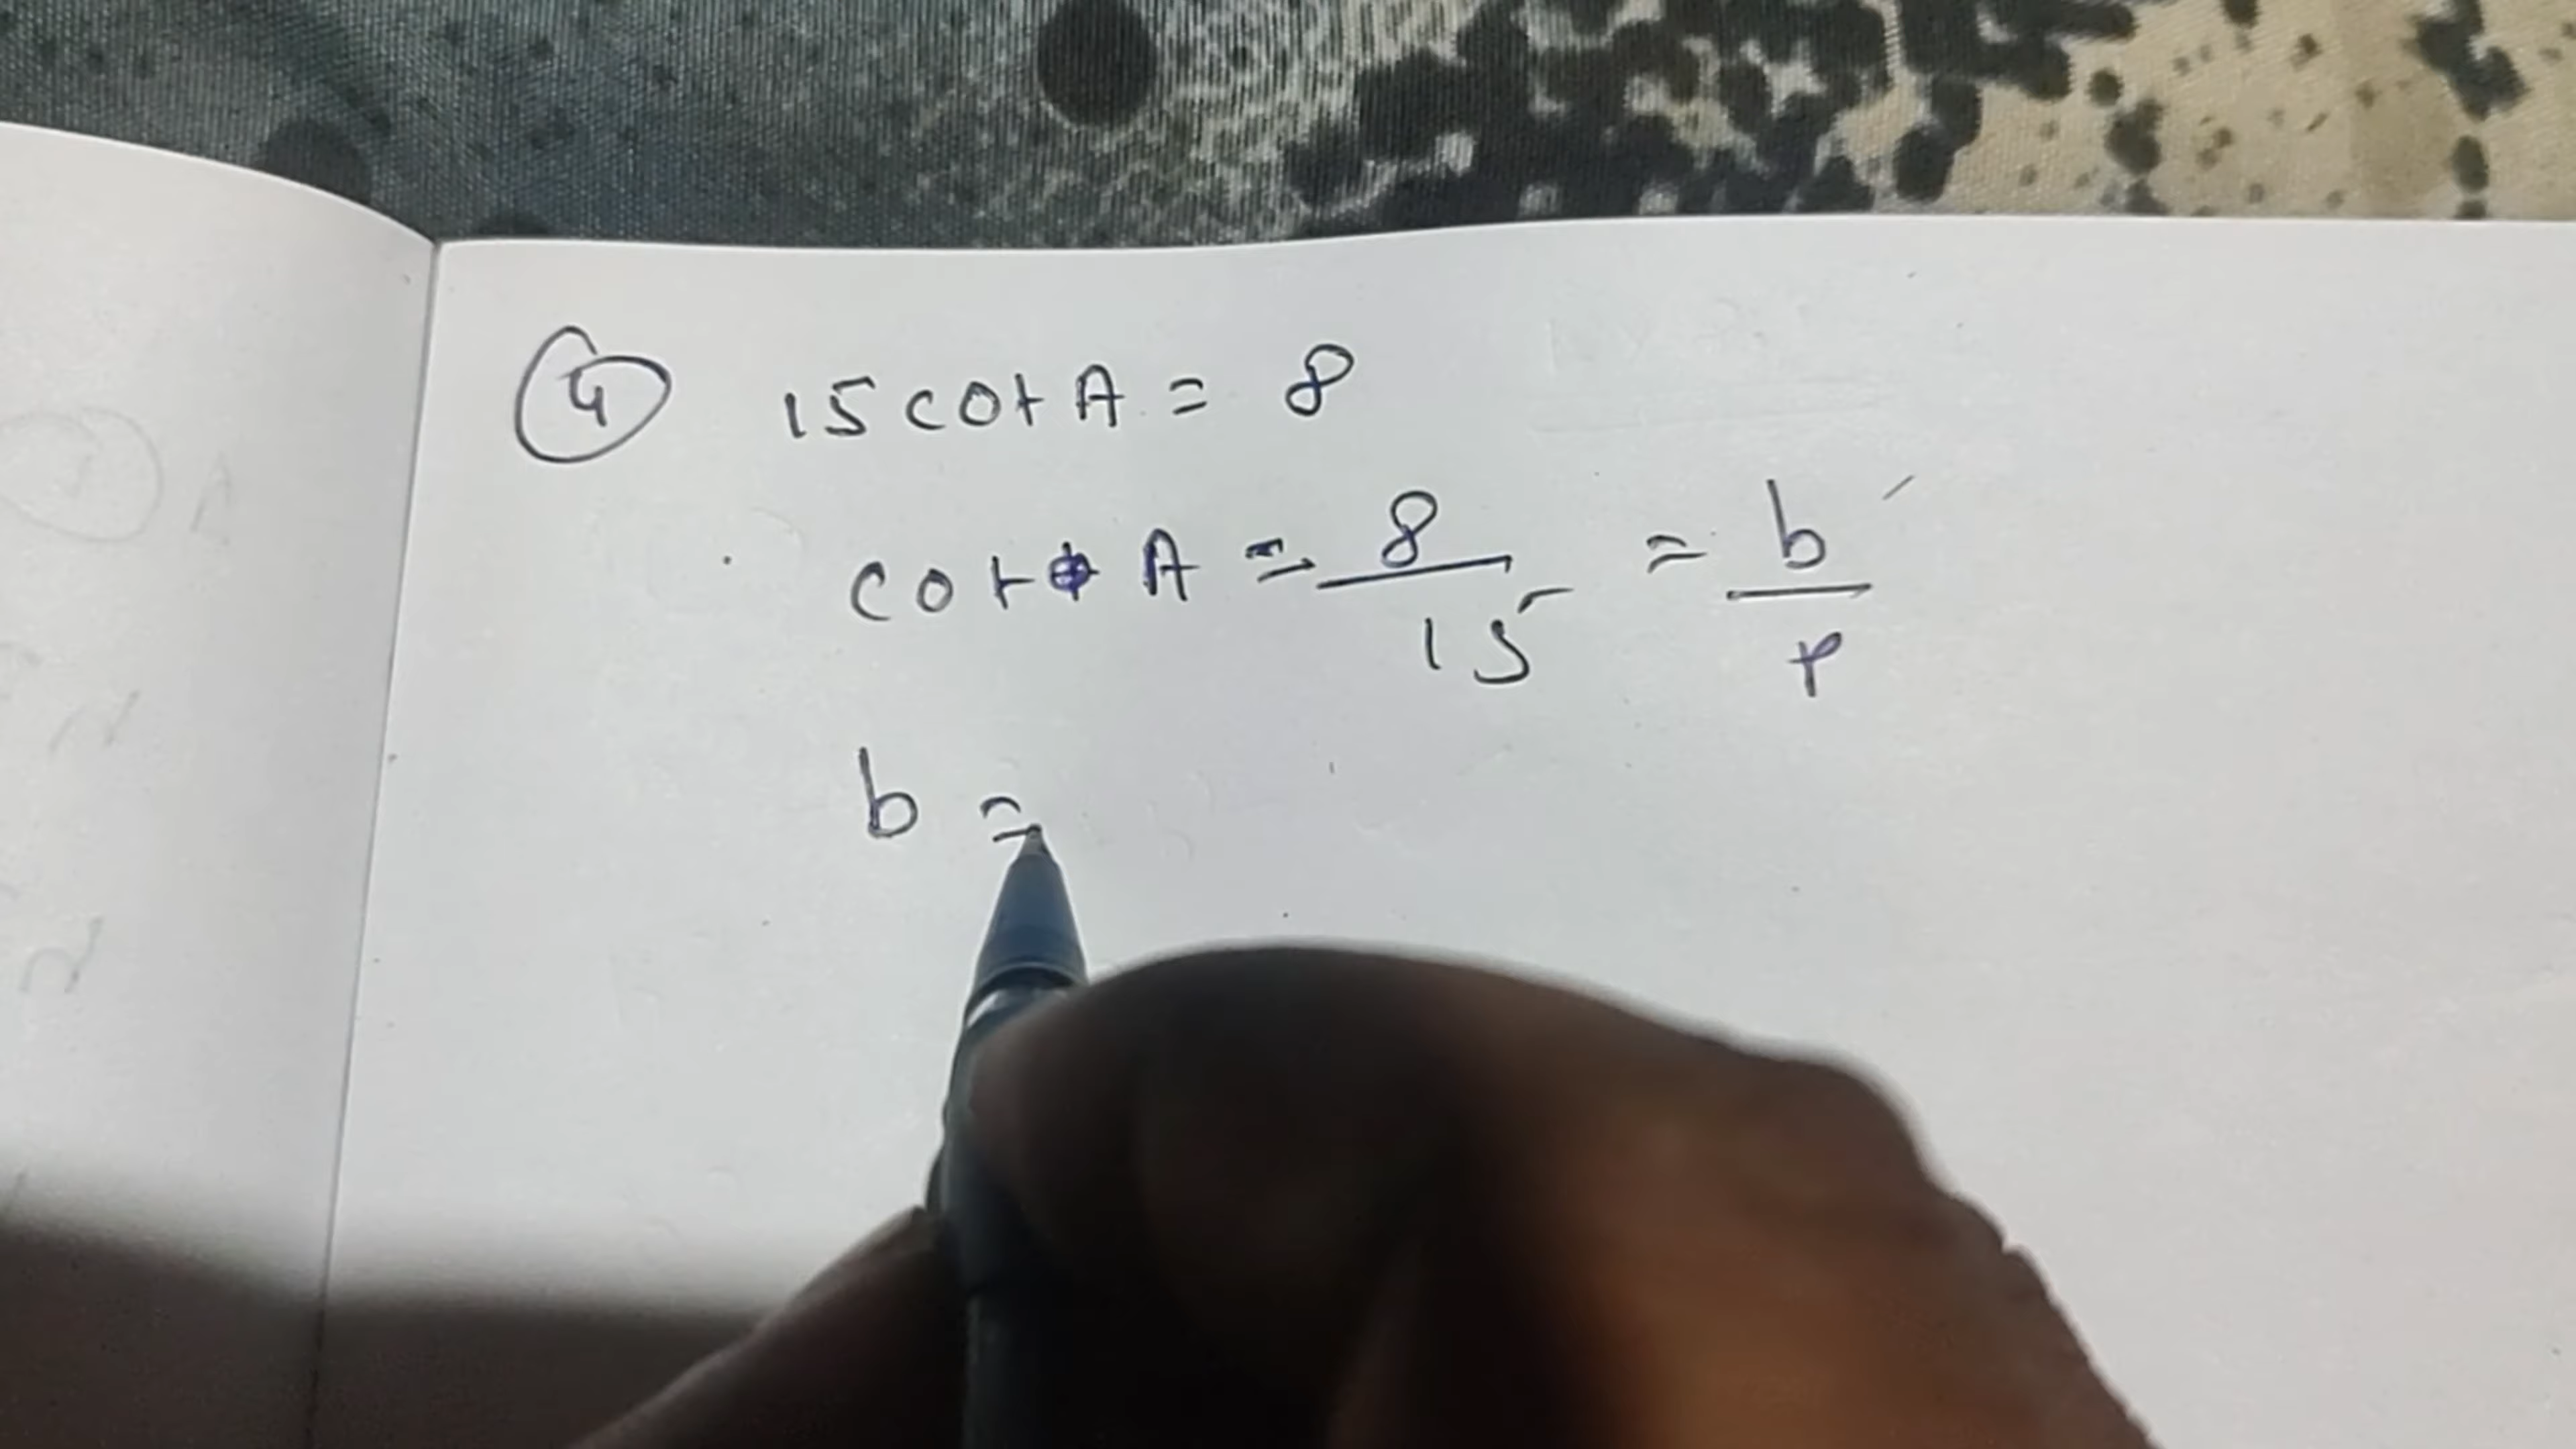 ④ 15 cot A = 8
cot A = 8/15 = b/p
b =